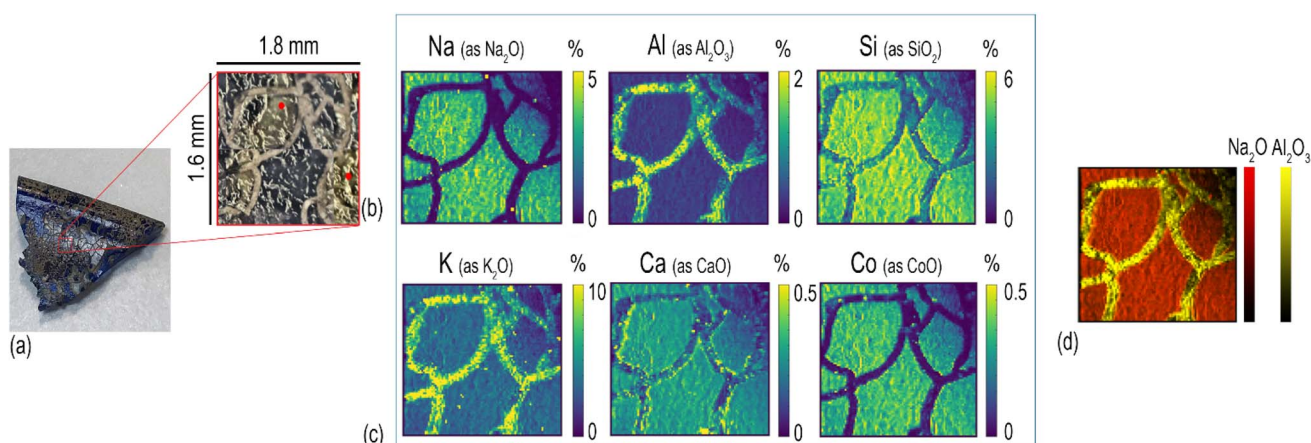 1.8 mm
1.6 mm
(a)
(b)
Na (as Na₂O) %
5
0
Al (as Al₂O₃) %
2
0
Si (as SiO₂) %
6
0
K (as K₂O) %
10
0
Ca (as CaO) %
0.5
0
Co (as CoO) %
0.5
0
(c)
Na₂O Al₂O₃
(d)